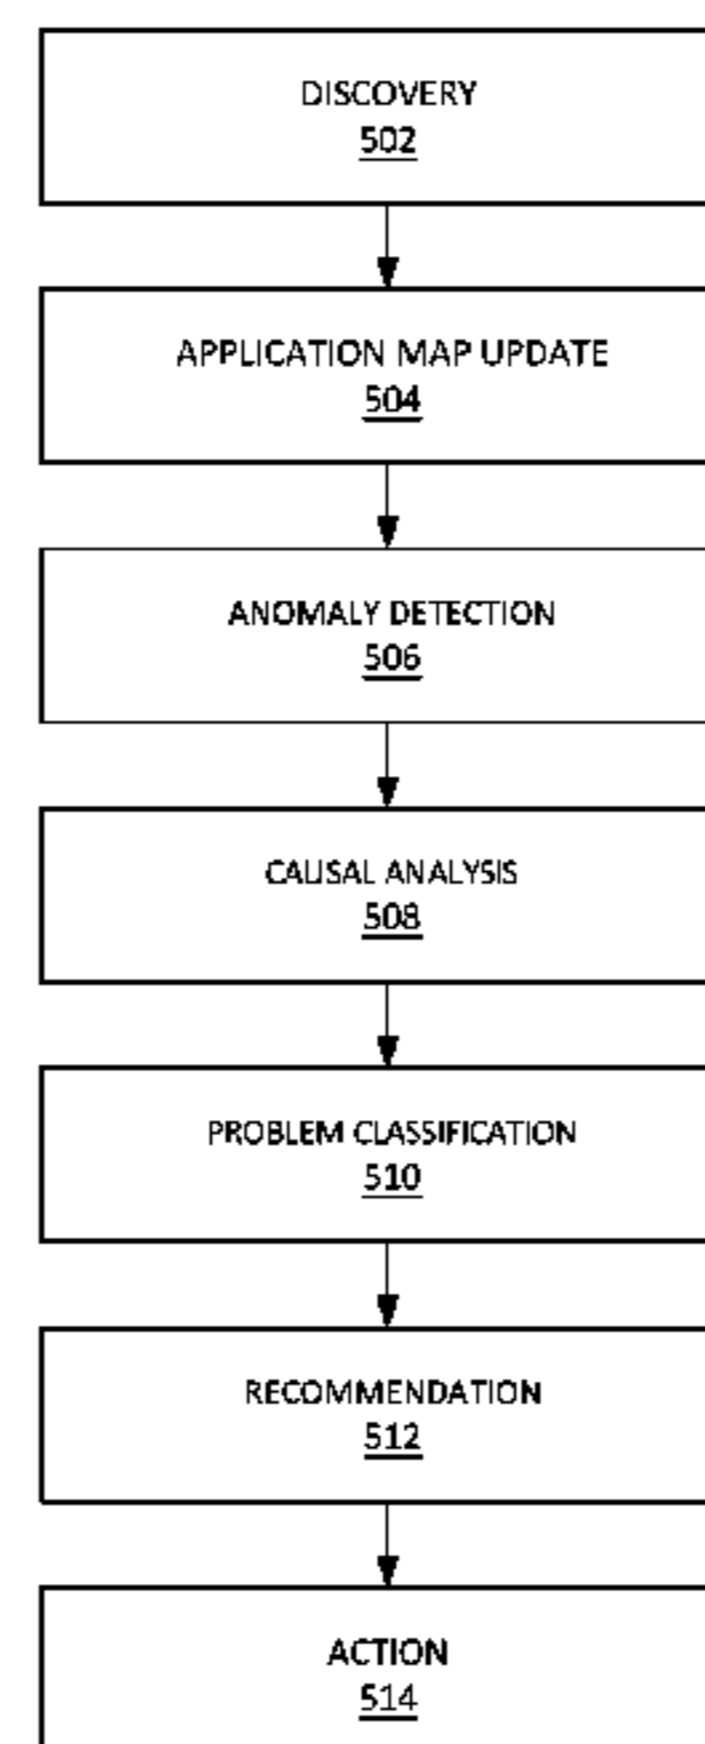 DISCOVERY
502
APPLICATION MAP UPDATE
504
ANOMALY DETECTION
506
CAUSAL ANALYSIS
508
PROBLEM CLASSIFICATION
510
RECOMMENDATION
512
ACTION
514